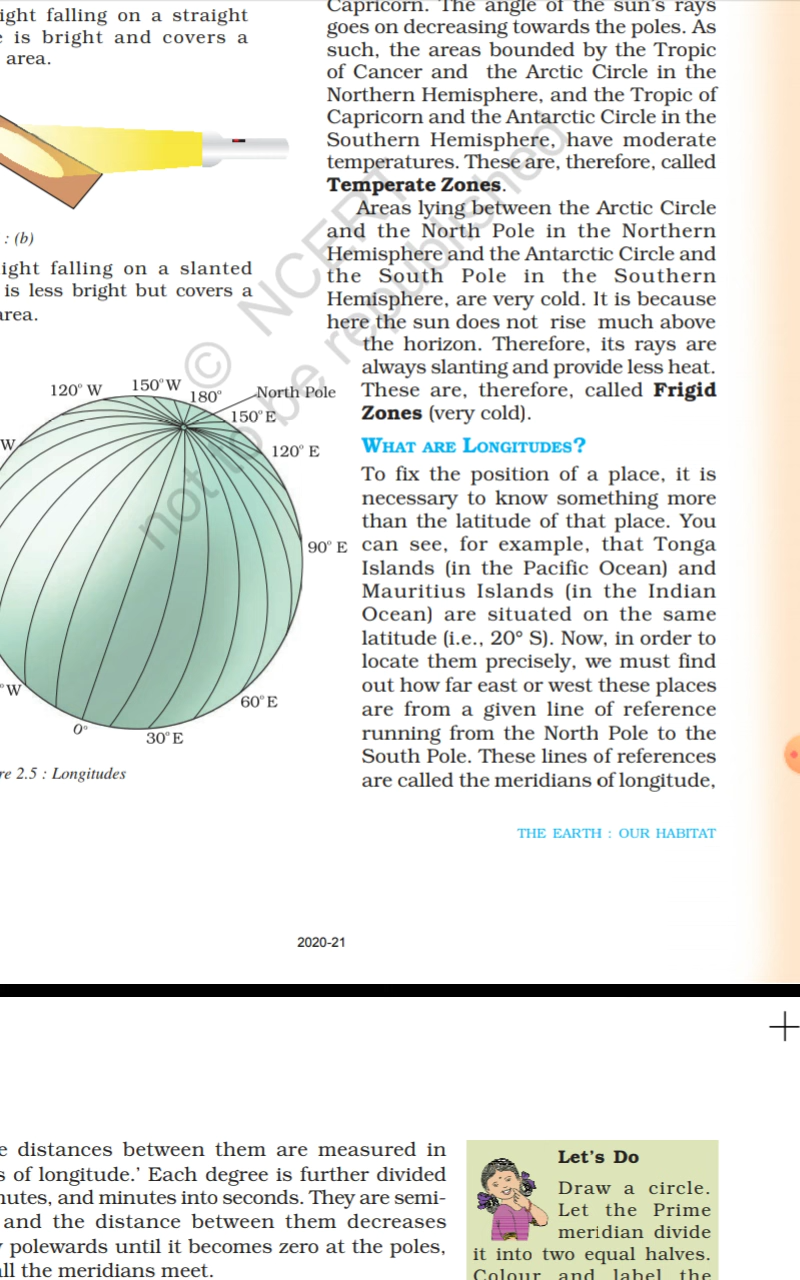 ight falling on a straight
is bright and covers a
area.
: (b)
ight falling on a slanted
is less bright but covers a
area.
120° W
150° W
180°
North Pole
150° E
W
120° E
90° E
° W
60° E
0°
30° E
re 2.5 : Longitudes
Capricorn. The angle of the sun's rays
goes on decreasing towards the poles. As
such, the areas bounded by the Tropic
of Cancer and the Arctic Circle in the
Northern Hemisphere, and the Tropic of
Capricorn and the Antarctic Circle in the
Southern Hemisphere, have moderate
temperatures. These are, therefore, called
Temperate Zones.
Areas lying between the Arctic Circle
and the North Pole in the Northern
Hemisphere and the Antarctic Circle and
the South Pole in the Southern
Hemisphere, are very cold. It is because
here the sun does not rise much above
the horizon. Therefore, its rays are
always slanting and provide less heat.
These are, therefore, called Frigid
Zones (very cold).
WHAT ARE LONGITUDES?
To fix the position of a place, it is
necessary to know something more
than the latitude of that place. You
can see, for example, that Tonga
Islands (in the Pacific Ocean) and
Mauritius Islands (in the Indian
Ocean) are situated on the same
latitude (i.e., 20° S). Now, in order to
locate them precisely, we must find
out how far east or west these places
are from a given line of reference
running from the North Pole to the
South Pole. These lines of references
are called the meridians of longitude,
© NCERT
not to be republished
THE EARTH : OUR HABITAT
2020-21
e distances between them are measured in
s of longitude.' Each degree is further divided
nutes, and minutes into seconds. They are semi-
and the distance between them decreases
y polewards until it becomes zero at the poles,
all the meridians meet.
Let's Do
Draw a circle.
Let the Prime
meridian divide
it into two equal halves.
Colour and label the